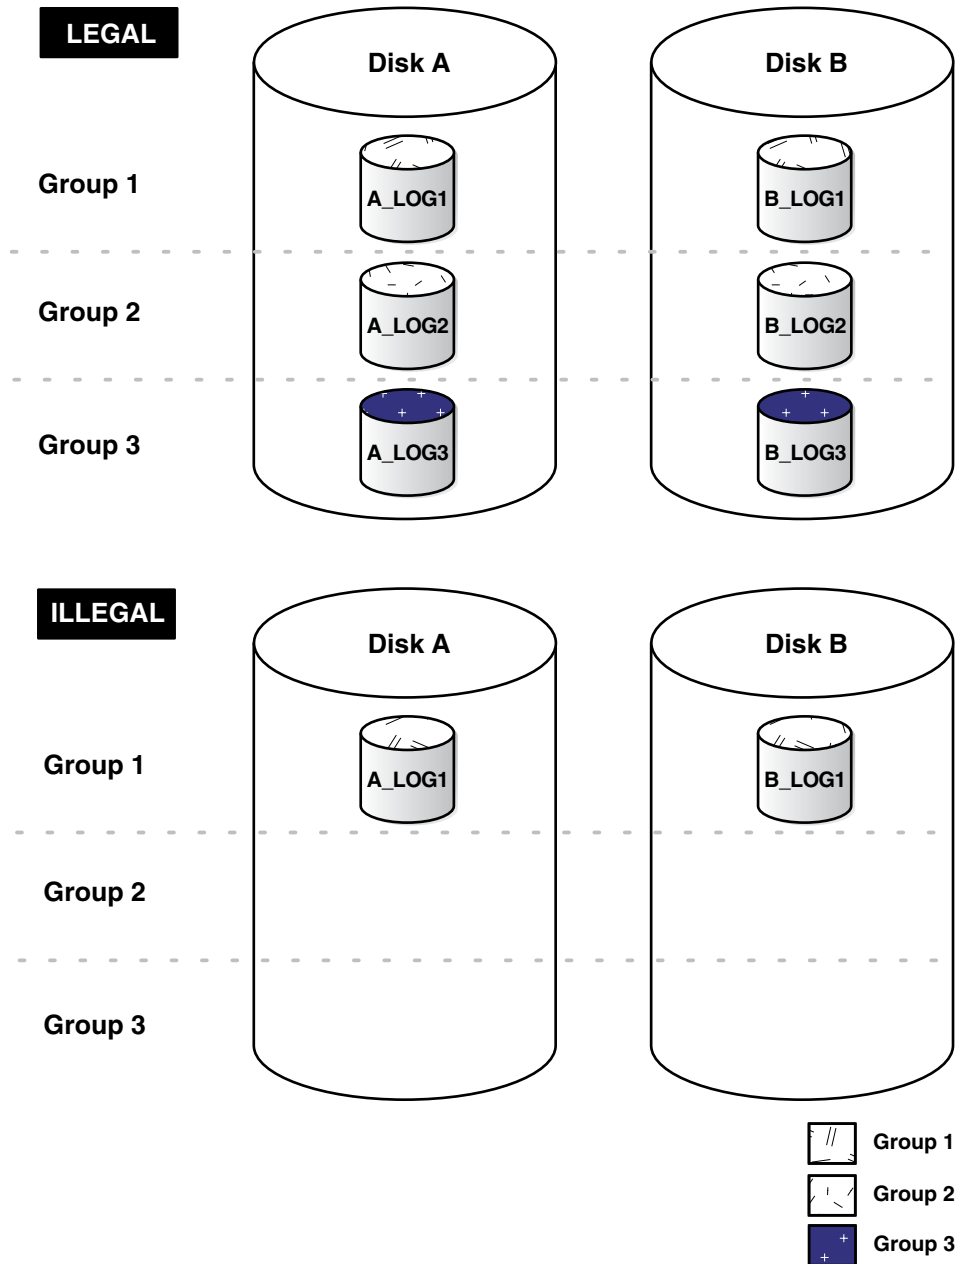 LEGAL
Disk A
Disk B
Group 1
A_LOG1
B_LOG1
Group 2
A_LOG2
B_LOG2
Group 3
A_LOG3
B_LOG3
ILLEGAL
Disk A
Disk B
Group 1
A_LOG1
B_LOG1
Group 2
Group 3
Group 1
Group 2
Group 3